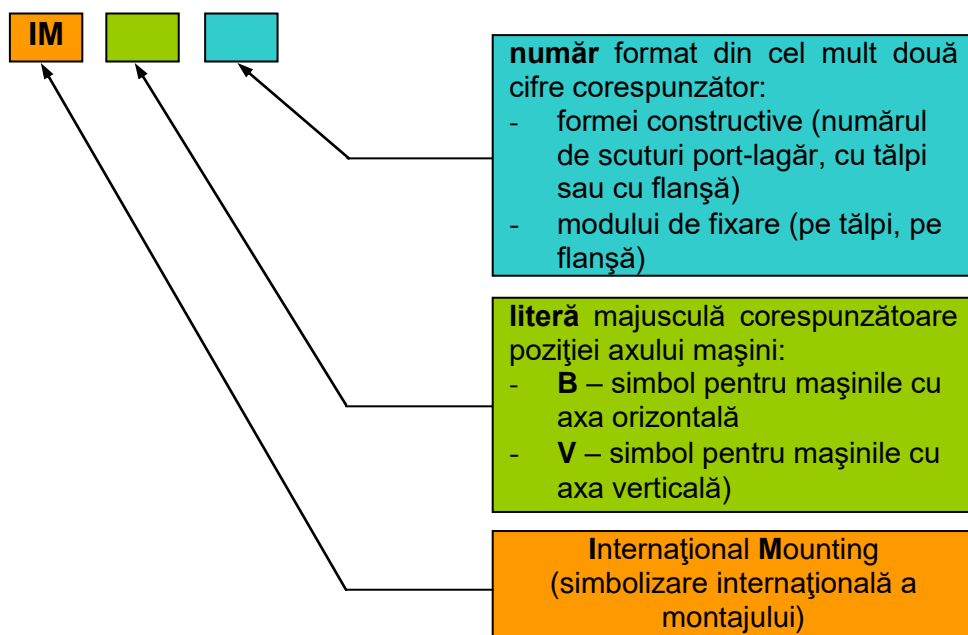 IM
număr format din cel mult două
cifre corespunzător:
- formei constructive (numărul
de scuturi port-lagăr, cu tălpi
sau cu flanşă)
- modului de fixare (pe tălpi, pe
flanşă)
literă majusculă corespunzătoare
poziţiei axului maşini:
- B – simbol pentru maşinile cu
axa orizontală
- V – simbol pentru maşinile cu
axa verticală)
Internaţional Mounting
(simbolizare internaţională a
montajului)